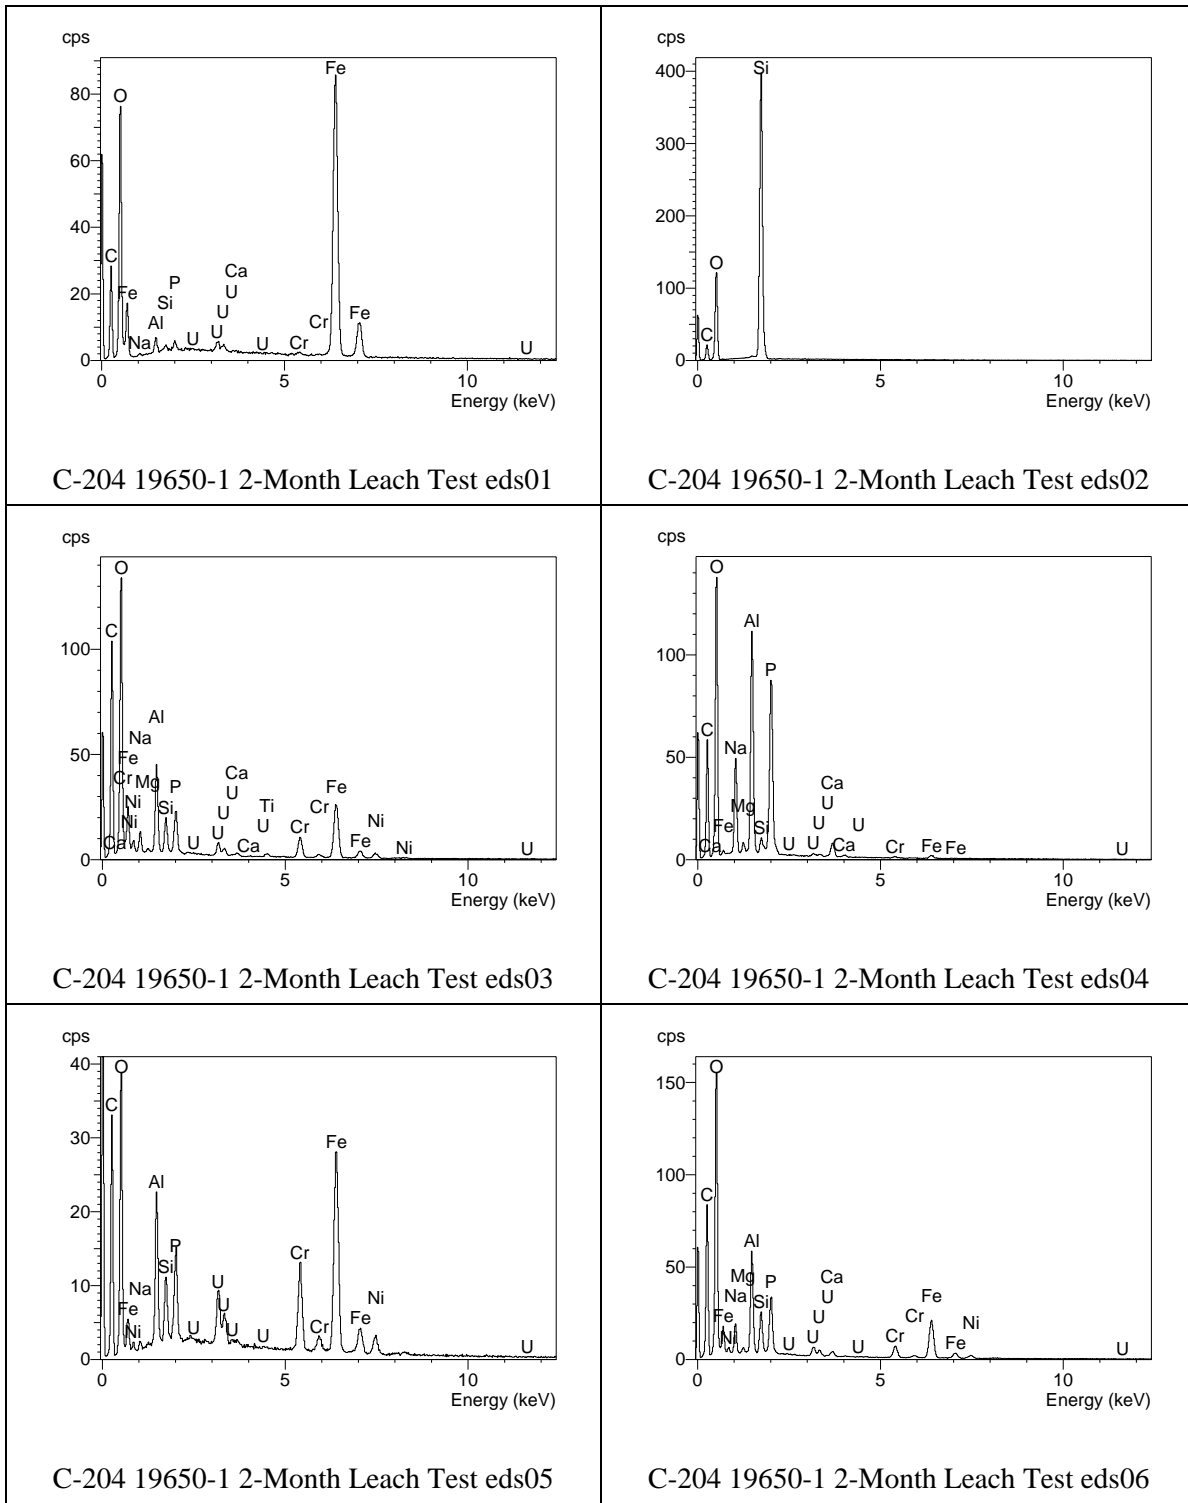 cps
Fe
80
O
60
40
C
Ca
P
U
20
Fe
Si
U
Cr
Fe
Al
U
Na
U
U
Cr
U
0
0
5
10
Energy (keV)
C-204 19650-1 2-Month Leach Test eds01
cps
400
Si
300
200
O
100
C
0
0
5
10
Energy (keV)
C-204 19650-1 2-Month Leach Test eds02
cps
O
C
100
Al
Na
50
Fe
Ca
Cr
Mg
U
Fe
Ni
Si
P
U
Ti
Cr
Ni
Ni
U
U
Cr
Ca
U
Ca
Fe
Ni
U
0
0
5
10
Energy (keV)
C-204 19650-1 2-Month Leach Test eds03
cps
O
Al
100
P
C
Na
50
Ca
Mg
U
Fe
Si
U
U
Ca
U
U
Ca
Cr
Fe
Fe
U
0
0
5
10
Energy (keV)
C-204 19650-1 2-Month Leach Test eds04
cps
40
O
C
30
Fe
Al
20
P
Cr
Si
10
Na
U
Ni
Fe
U
Fe
Ni
U
U
U
Cr
U
0
0
5
10
Energy (keV)
C-204 19650-1 2-Month Leach Test eds05
cps
O
150
100
C
Al
50
Mg
P
Ca
Na
Si
U
Fe
Fe
U
Cr
Ni
Ni
U
U
U
Cr
Fe
U
0
0
5
10
Energy (keV)
C-204 19650-1 2-Month Leach Test eds06